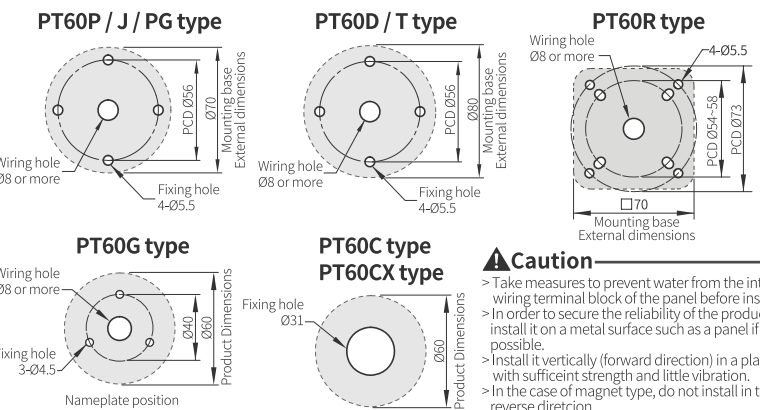 PT60P / J / PG type
PCD Ø56
Ø70
Mounting base
External dimensions
Wiring hole
Ø8 or more
Fixing hole
4-Ø5.5
PT60D / T type
PCD Ø56
Ø80
Mounting base
External dimensions
Wiring hole
Ø8 or more
Fixing hole
4-Ø5.5
PT60R type
Wiring hole
Ø8 or more
4-Ø5.5
PCD Ø54~58
PCD Ø73
□70
Mounting base
External dimensions
PT60G type
Wiring hole
Ø8 or more
Fixing hole
3-Ø4.5
Ø40
Ø60
Product Dimensions
Nameplate position
PT60C type
PT60CX type
Fixing hole
Ø31
Ø60
Product Dimensions
Caution
> Take measures to prevent water from the
wiring terminal block of the panel before
> In order to secure the reliability of the
install it on a metal surface such as a panel if
possible.
> Install it vertically (forward direction) in a
with sufficeint strength and little vibration.
> In the case of magnet type, do not install in
reverse diretcion.